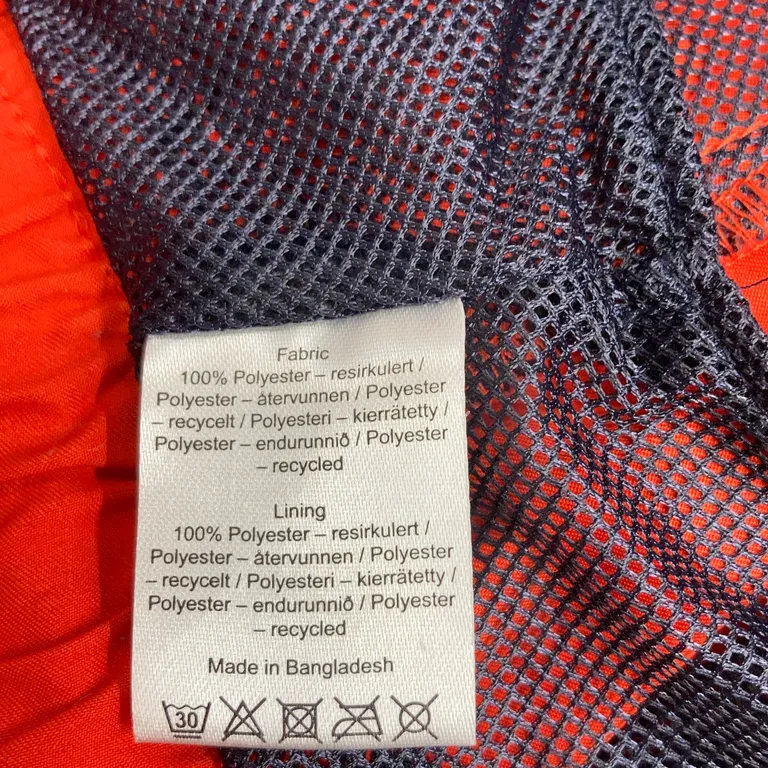 Fabric
100% Polyester – resirkulert /
Polyester – återvunnen / Polyester
– recycelt / Polyesteri – kierrätetty /
Polyester – endurunnið / Polyester
– recycled
Lining
100% Polyester – resirkulert /
Polyester – återvunnen / Polyester
– recycelt / Polyesteri – kierrätetty /
Polyester – endurunnið / Polyester
– recycled
Made in Bangladesh
30